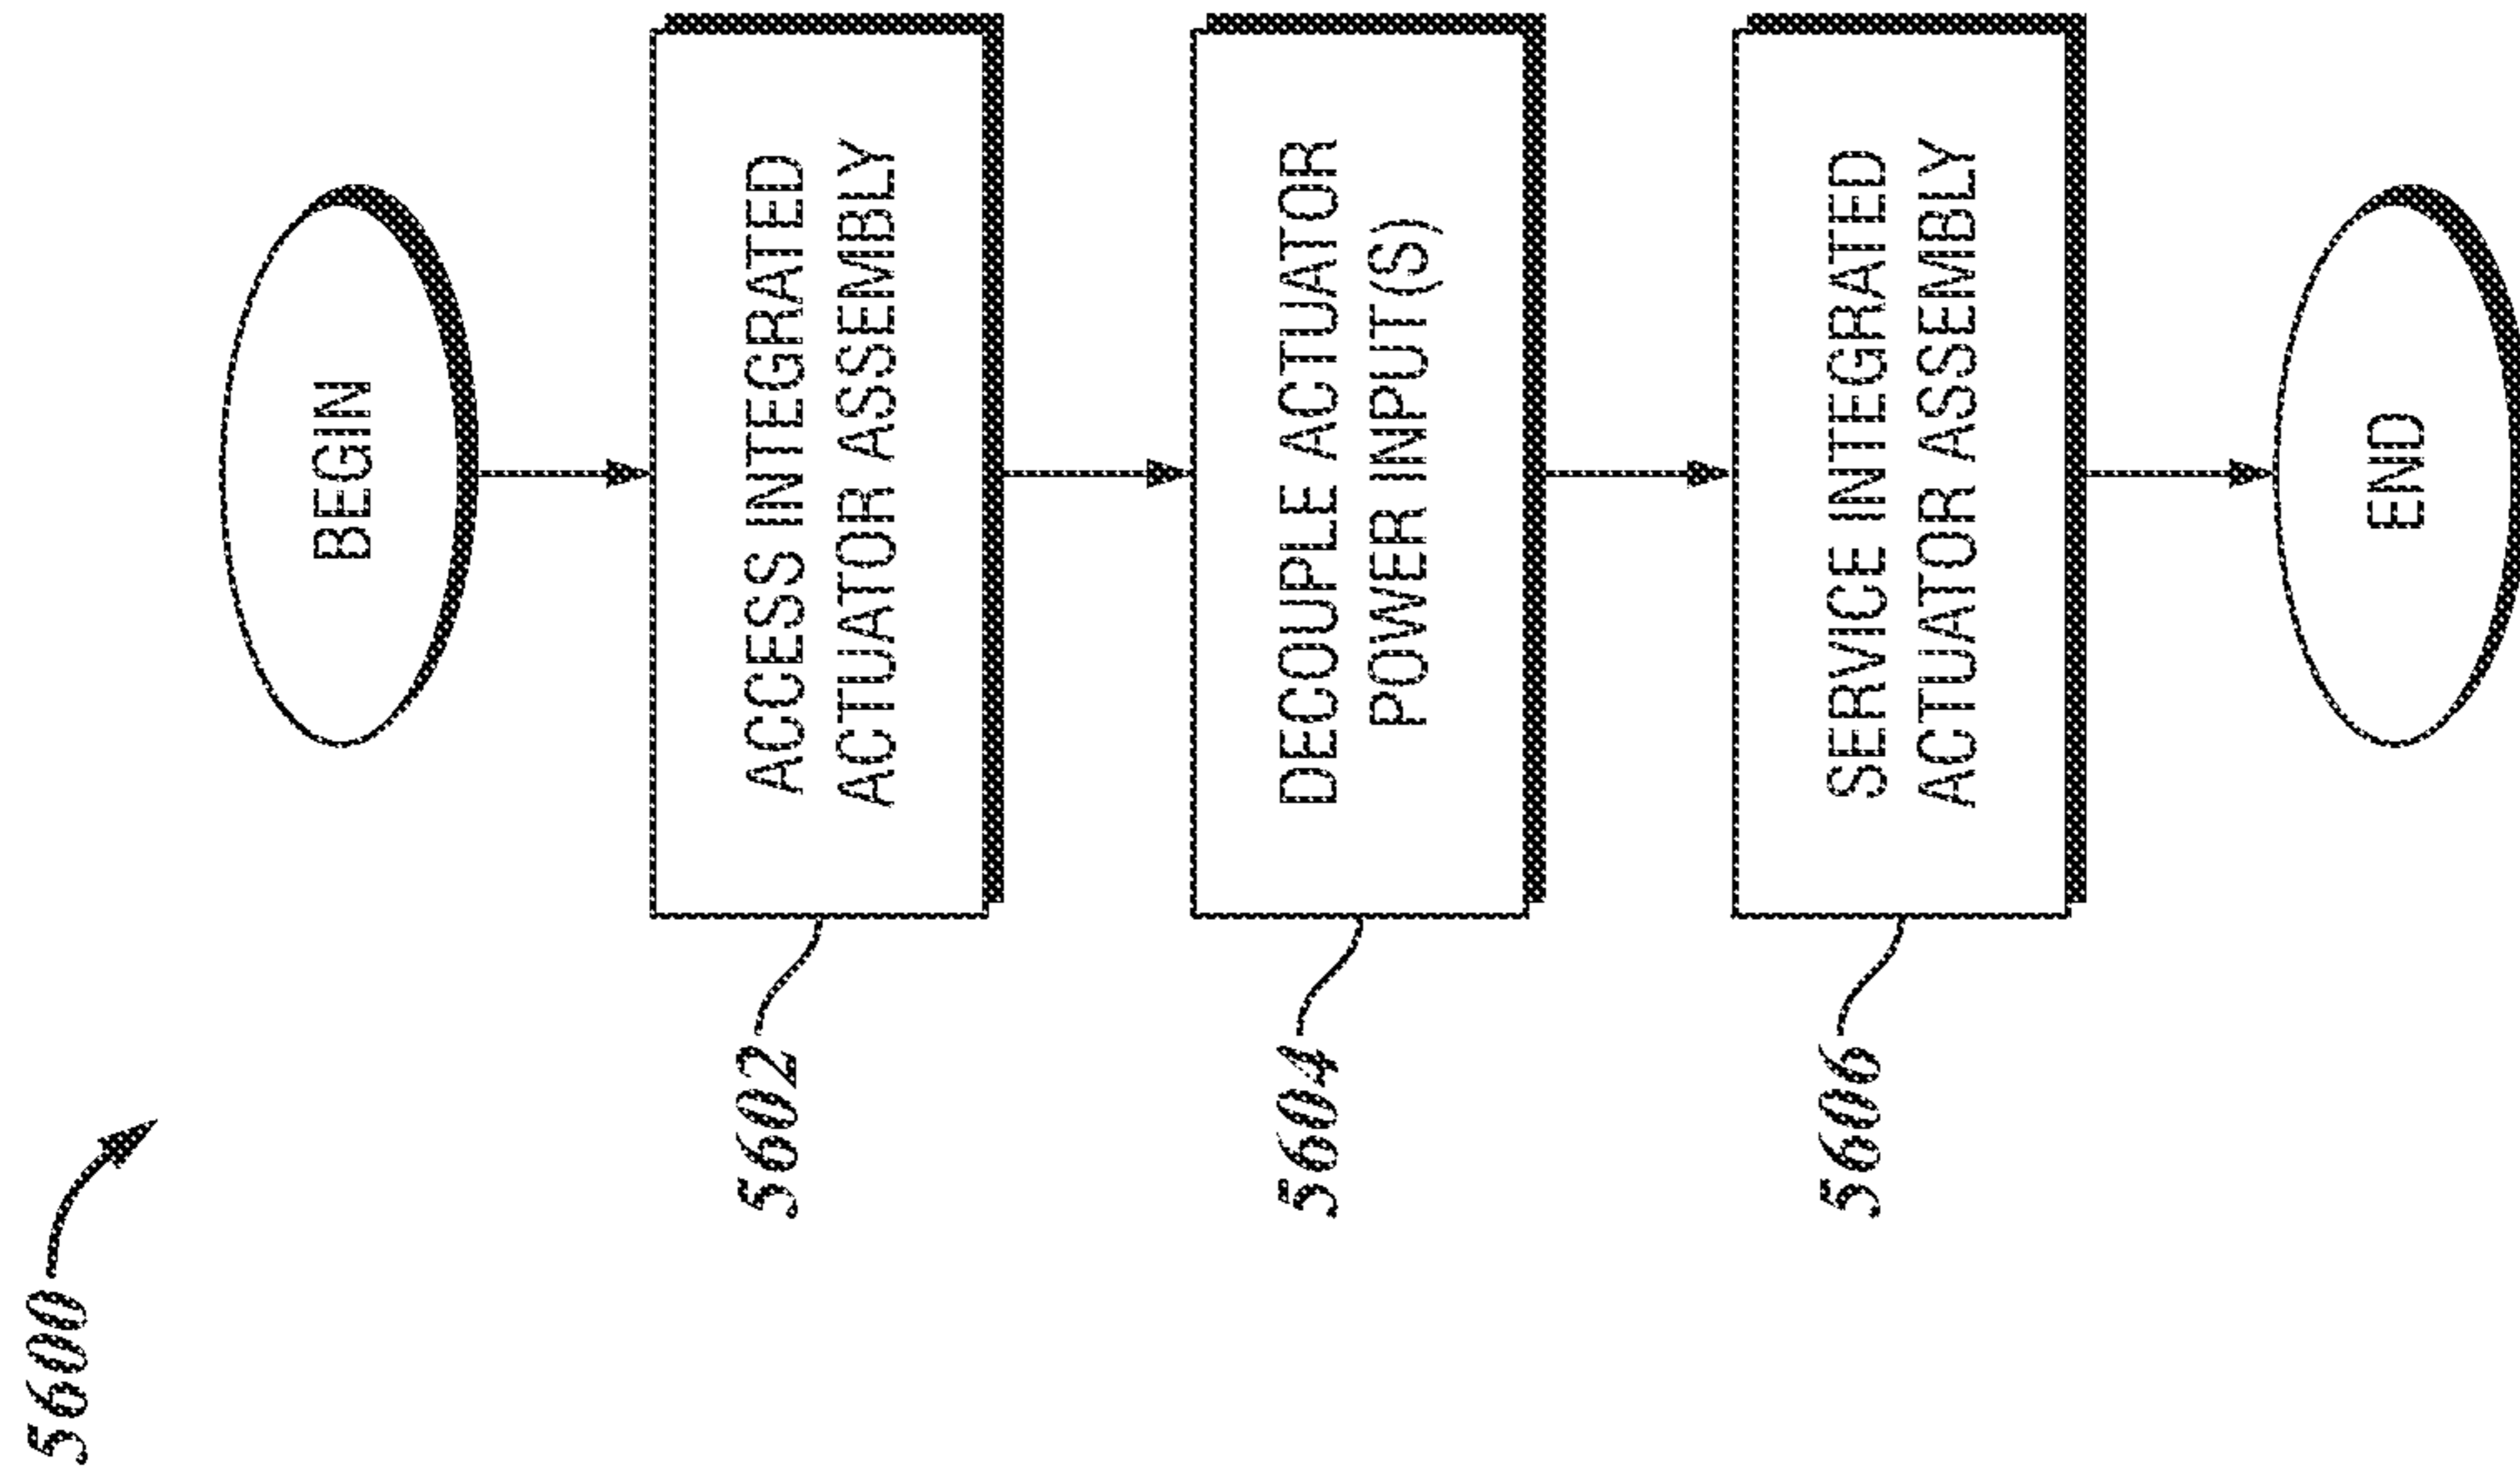 5600
BEGIN
5602
ACCESS INTEGRATED
ACTUATOR ASSEMBLY
5604
DECOUPLE ACTUATOR
POWER INPUT(S)
5606
SERVICE INTEGRATED
ACTUATOR ASSEMBLY
END